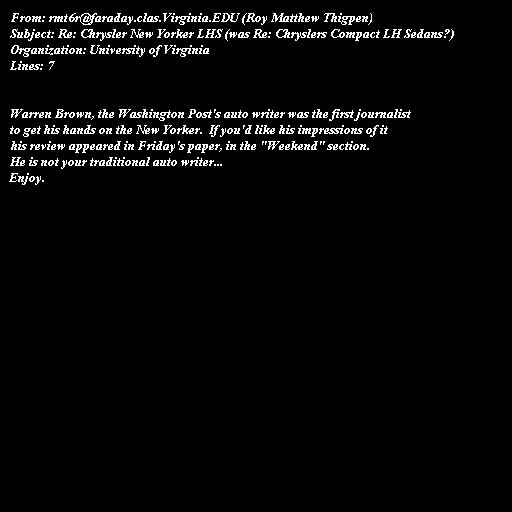 From: rmt6r@faraday.clas.Virginia.EDU (Roy Matthew Thigpen)
Subject: Re: Chrysler New Yorker LHS (was Re: Chryslers Compact LH Sedans?)
Organization: University of Virginia
Lines: 7

Warren Brown, the Washington Post's auto writer was the first journalist
to get his hands on the New Yorker.  If you'd like his impressions of it
his review appeared in Friday's paper, in the "Weekend" section.
He is not your traditional auto writer...
Enjoy.